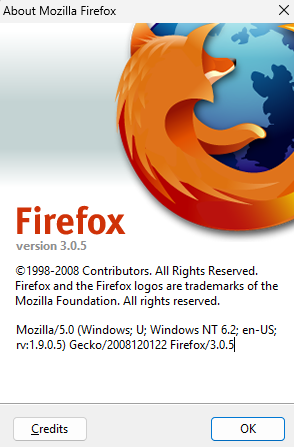 About Mozilla Firefox
Firefox
version 3.0.5
©1998-2008 Contributors. All Rights Reserved.
Firefox and the Firefox logos are trademarks of the
Mozilla Foundation. All rights reserved.
Mozilla/5.0 (Windows; U; Windows NT 6.2; en-US;
rv:1.9.0.5) Gecko/2008120122 Firefox/3.0.5
Credits
OK